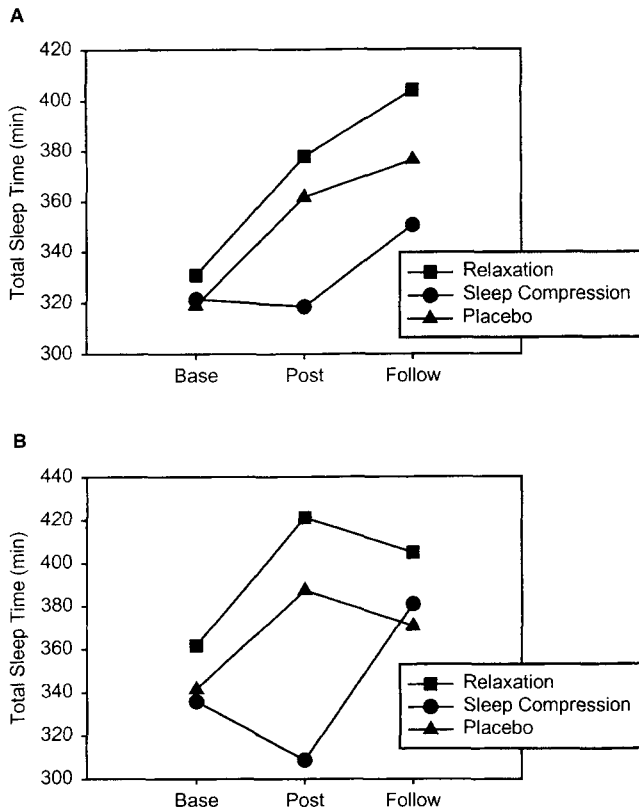 A
Total Sleep Time (min)
420
400
380
360
340
320
300
Base Post Follow
Relaxation
Sleep Compression
Placebo
B
Total Sleep Time (min)
440
420
400
380
360
340
320
300
Base Post Follow
Relaxation
Sleep Compression
Placebo